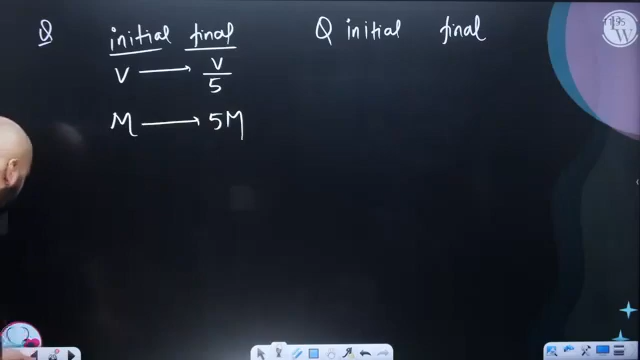 Q initial final
V → V/5
M → 5M
Q initial final